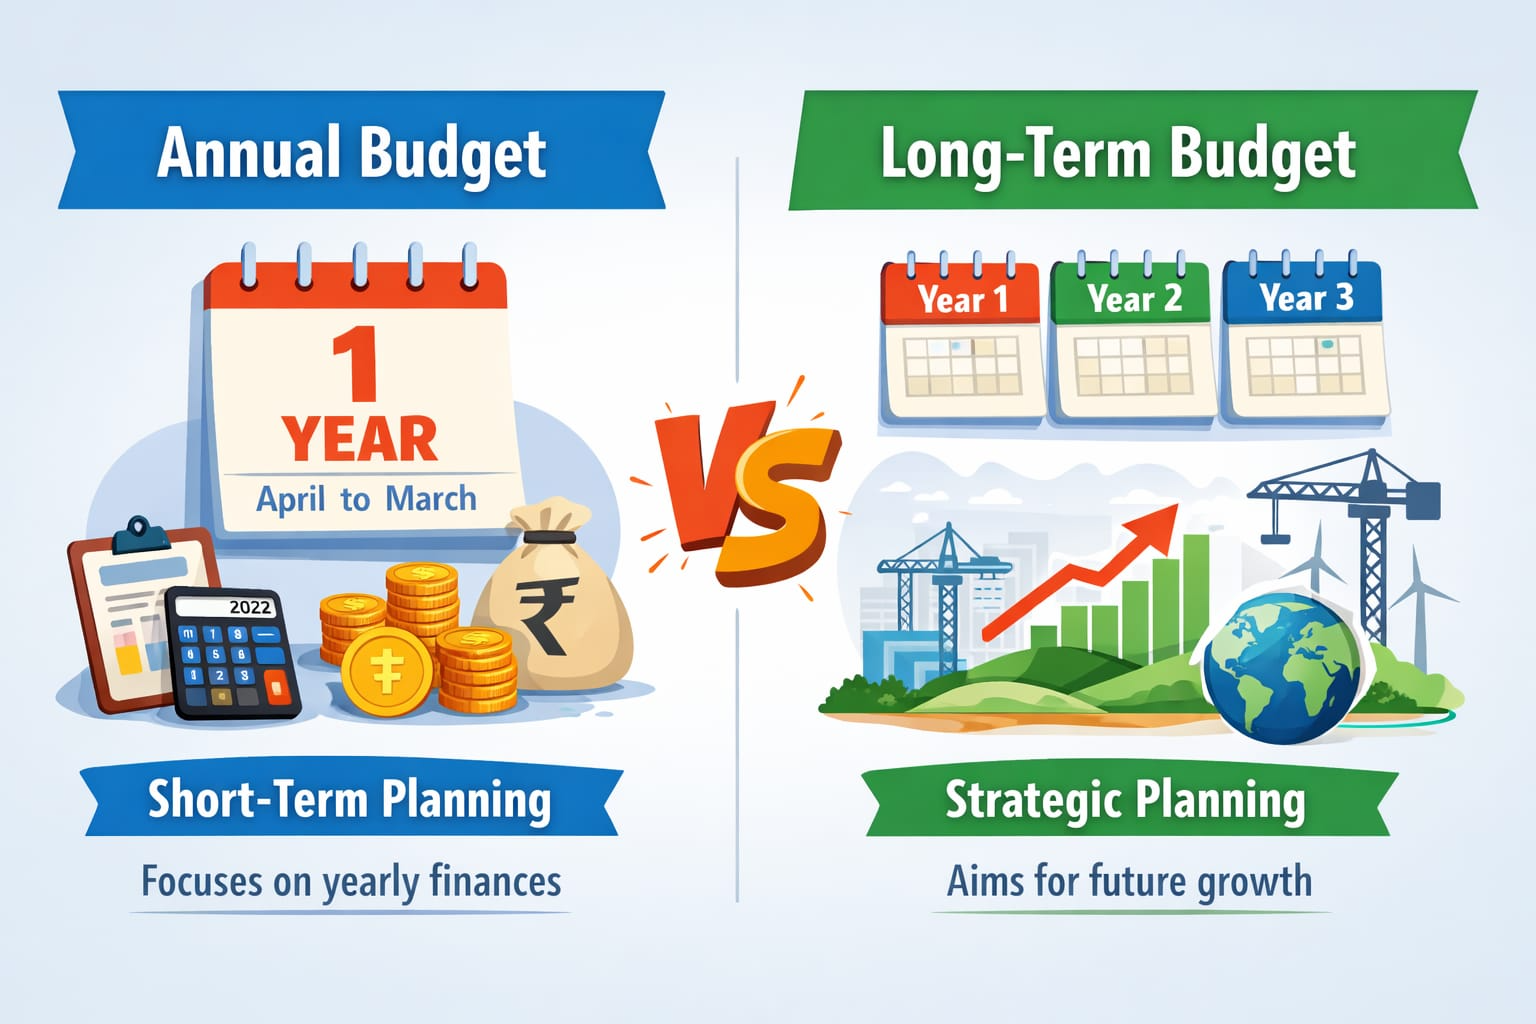 Annual Budget
Long-Term Budget
1
YEAR
April to March
Year 1
Year 2
Year 3
VS
2022
₹
Short-Term Planning
Focuses on yearly finances
Strategic Planning
Aims for future growth